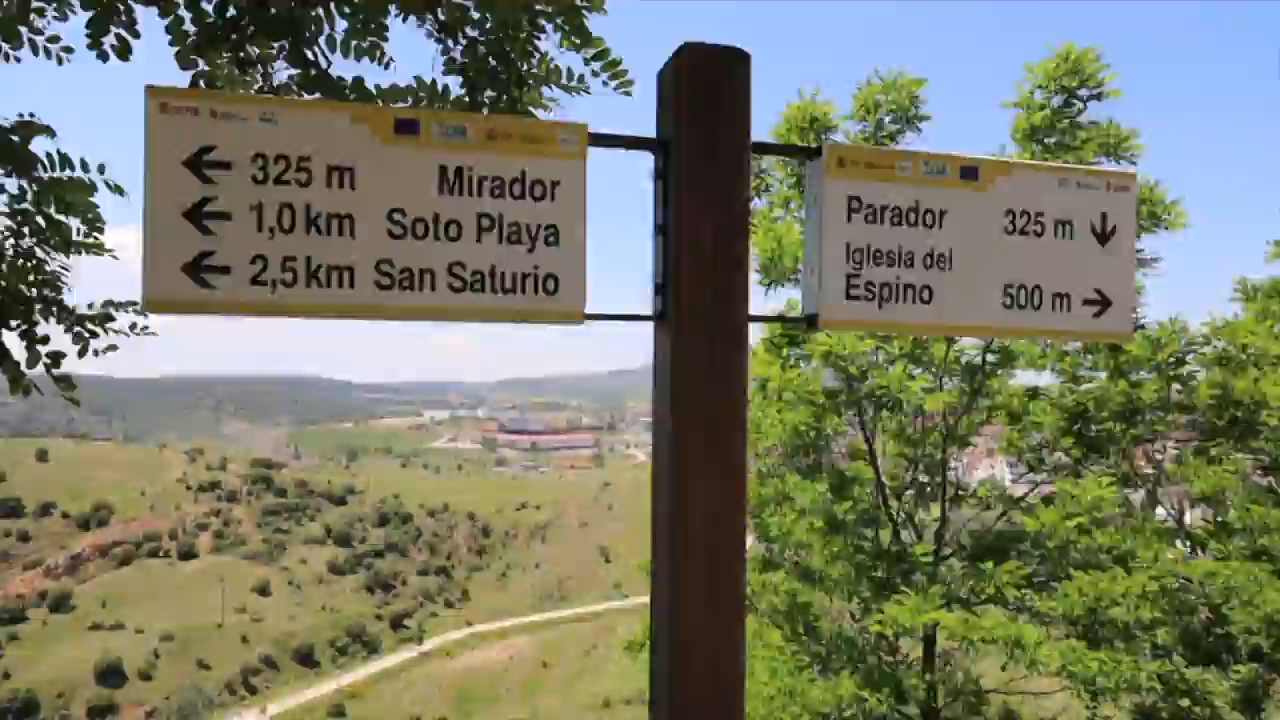 325 m Mirador
1,0 km Soto Playa
2,5 km San Saturio
Parador 325 m
Iglesia del
Espino 500 m